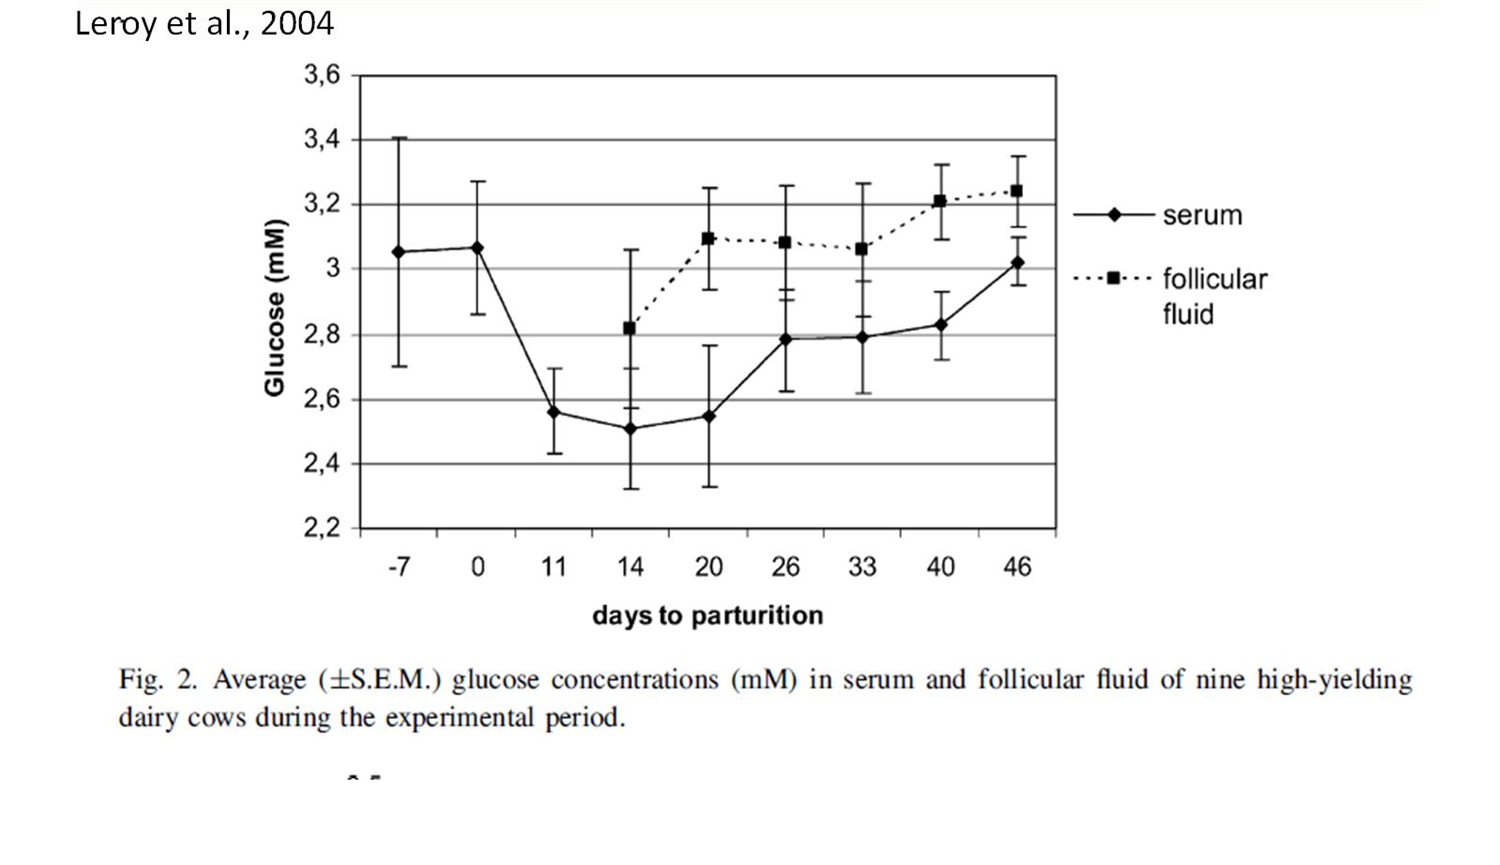 Leroy et al., 2004
3,6
3,4
3,2
3
2,8
2,6
2,4
2,2
Glucose (mM)
-7 0 11 14 20 26 33 40 46
days to parturition
serum
follicular
fluid
Fig. 2. Average (±S.E.M.) glucose concentrations (mM) in serum and follicular fluid of nine high-yielding
dairy cows during the experimental period.